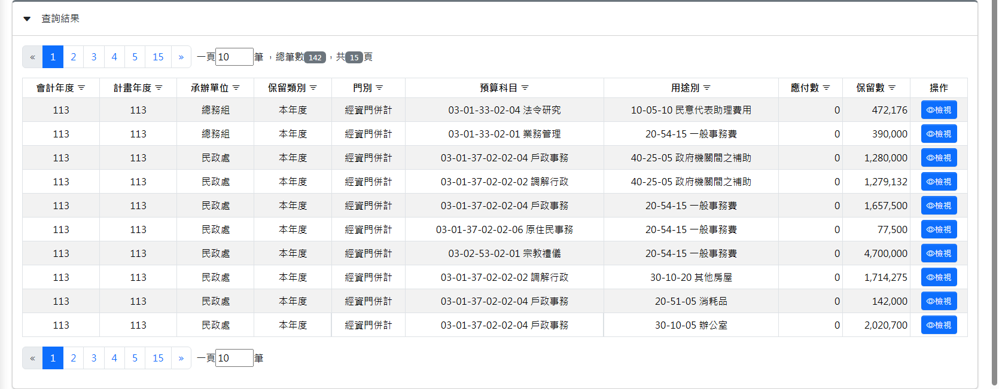 查詢結果
« 1 2 3 4 5 15 » 一頁 10 筆 ，總筆數 142 ，共 15 頁
會計年度 計畫年度 承辦單位 保留類別 門別 預算科目 用途別 應付數 保留數 操作
113 113 總務組 本年度 經資門併計 03-01-33-02-04 法令研究 10-05-10 民意代表助理費用 0 472,176 檢視
113 113 總務組 本年度 經資門併計 03-01-33-02-01 業務管理 20-54-15 一般事務費 0 390,000 檢視
113 113 民政處 本年度 經資門併計 03-01-37-02-02-04 戶政事務 40-25-05 政府機關間之補助 0 1,280,000 檢視
113 113 民政處 本年度 經資門併計 03-01-37-02-02-02 調解行政 40-25-05 政府機關間之補助 0 1,279,132 檢視
113 113 民政處 本年度 經資門併計 03-01-37-02-02-04 戶政事務 20-54-15 一般事務費 0 1,657,500 檢視
113 113 民政處 本年度 經資門併計 03-01-37-02-02-06 原住民事務 20-54-15 一般事務費 0 77,500 檢視
113 113 民政處 本年度 經資門併計 03-02-53-02-01 宗教禮儀 20-54-15 一般事務費 0 4,700,000 檢視
113 113 民政處 本年度 經資門併計 03-01-37-02-02-02 調解行政 30-10-20 其他房屋 0 1,714,275 檢視
113 113 民政處 本年度 經資門併計 03-01-37-02-02-04 戶政事務 20-51-05 消耗品 0 142,000 檢視
113 113 民政處 本年度 經資門併計 03-01-37-02-02-04 戶政事務 30-10-05 辦公室 0 2,020,700 檢視
« 1 2 3 4 5 15 » 一頁 10 筆